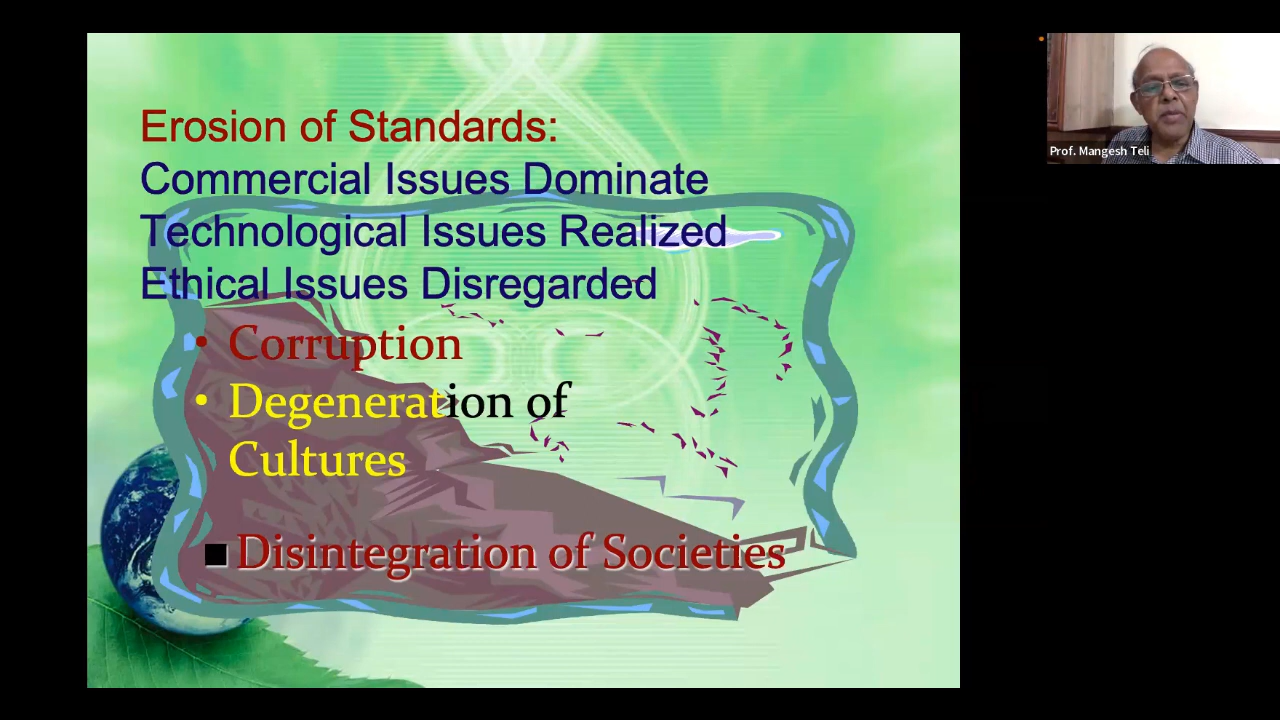 Erosion of Standards:
Commercial Issues Dominate
Technological Issues Realized
Ethical Issues Disregarded
• Corruption
• Degeneration of
Cultures
■ Disintegration of Societies
Prof. Mangesh Teli